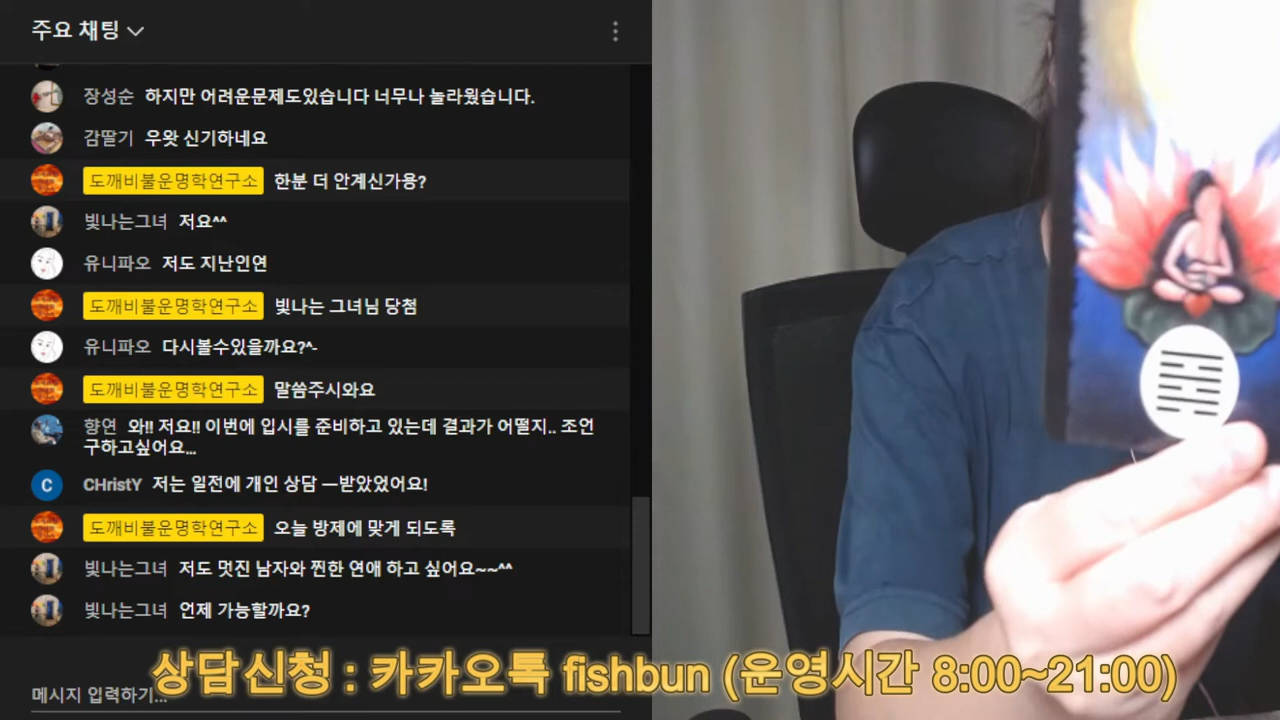 주요 채팅
장성순 하지만 어려운문제도있습니다 너무나 놀라웠습니다.
감딸기 우왓 신기하네요
도깨비불운명학연구소 한분 더 안계신가용?
빛나는그녀 저요^^
유니파오 저도 지난인연
도깨비불운명학연구소 빛나는 그녀님 당첨
유니파오 다시볼수있을까요?^-
도깨비불운명학연구소 말씀주시와요
향연 와!! 저요!! 이번에 입시를 준비하고 있는데 결과가 어떨지.. 조언
구하고싶어요...
C CHristY 저는 일전에 개인 상담 —받았었어요!
도깨비불운명학연구소 오늘 방제에 맞게 되도록
빛나는그녀 저도 멋진 남자와 찐한 연애 하고 싶어요~~^^
빛나는그녀 언제 가능할까요?
상담신청 : 카카오톡 fishbun (운영시간 8:00~21:00)
메시지 입력하기...